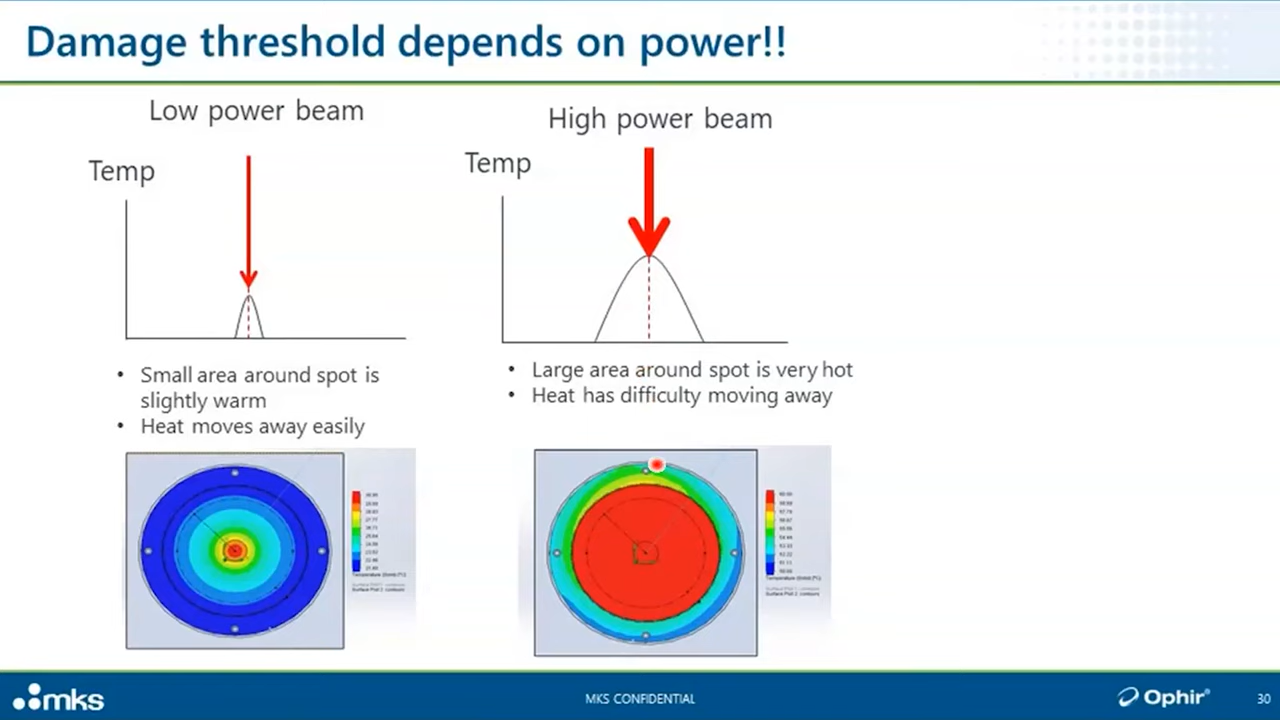 Damage threshold depends on power!!
Low power beam
Temp
• Small area around spot is
slightly warm
• Heat moves away easily
High power beam
Temp
• Large area around spot is very hot
• Heat has difficulty moving away
mks
MKS CONFIDENTIAL
Ophir®
30